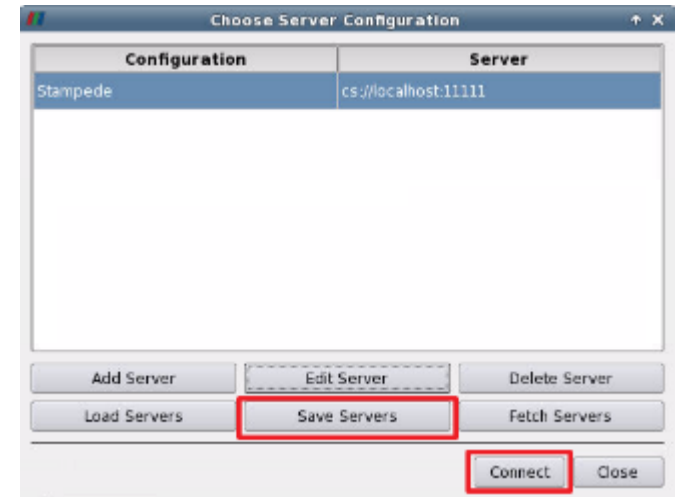 Choose Server Configuration
Configuration Server
Stampede cs://localhost:11111
Add Server Edit Server Delete Server
Load Servers Save Servers Fetch Servers
Connect Close